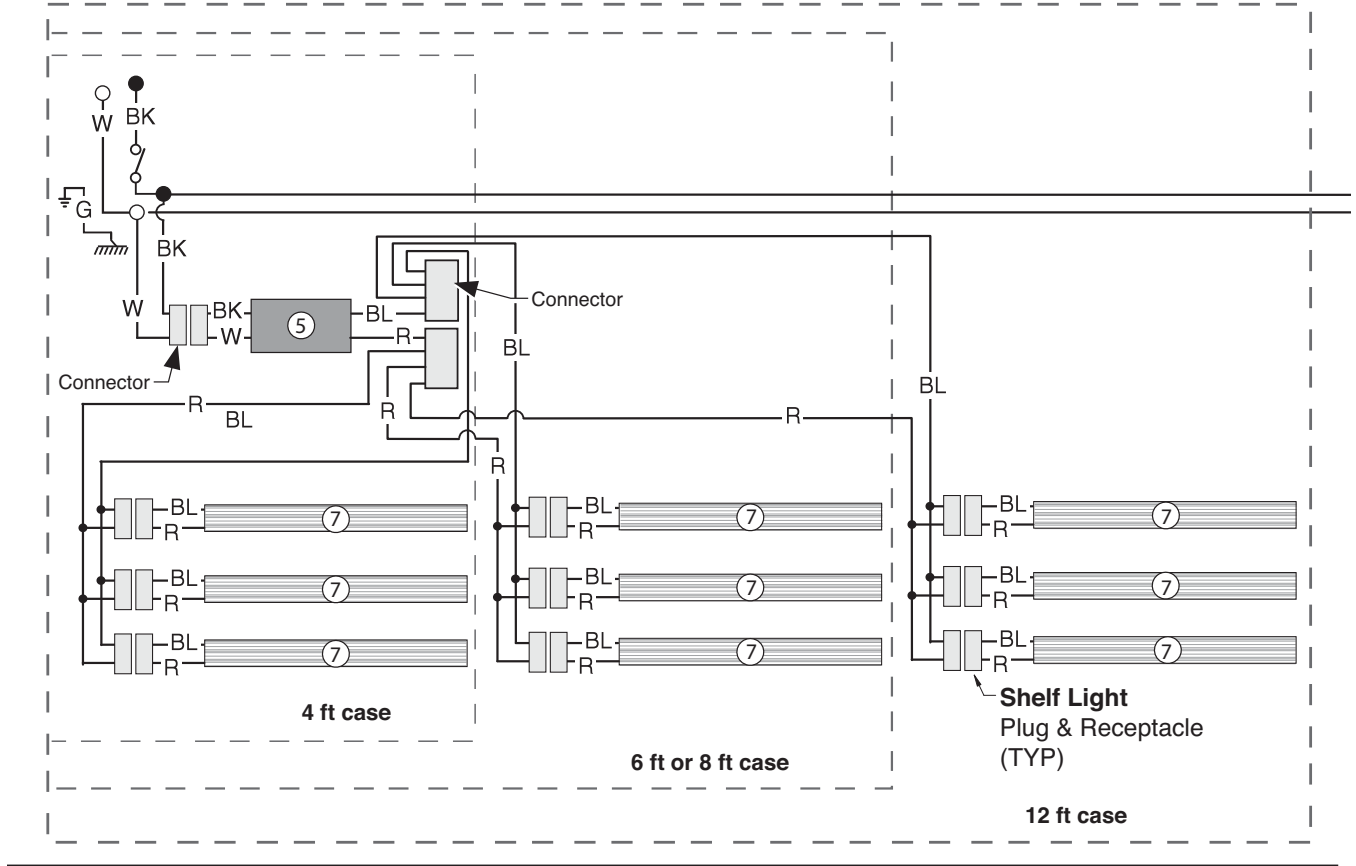 W
BK
G
BK
W
BK
W
5
BL
R
Connector
Connector
BL
BL
R
BL
R
R
R
BL
R
7
BL
R
7
BL
R
7
BL
R
7
BL
R
7
BL
R
7
BL
R
7
BL
R
7
BL
R
7
4 ft case
6 ft or 8 ft case
Shelf Light
Plug & Receptacle
(TYP)
12 ft case